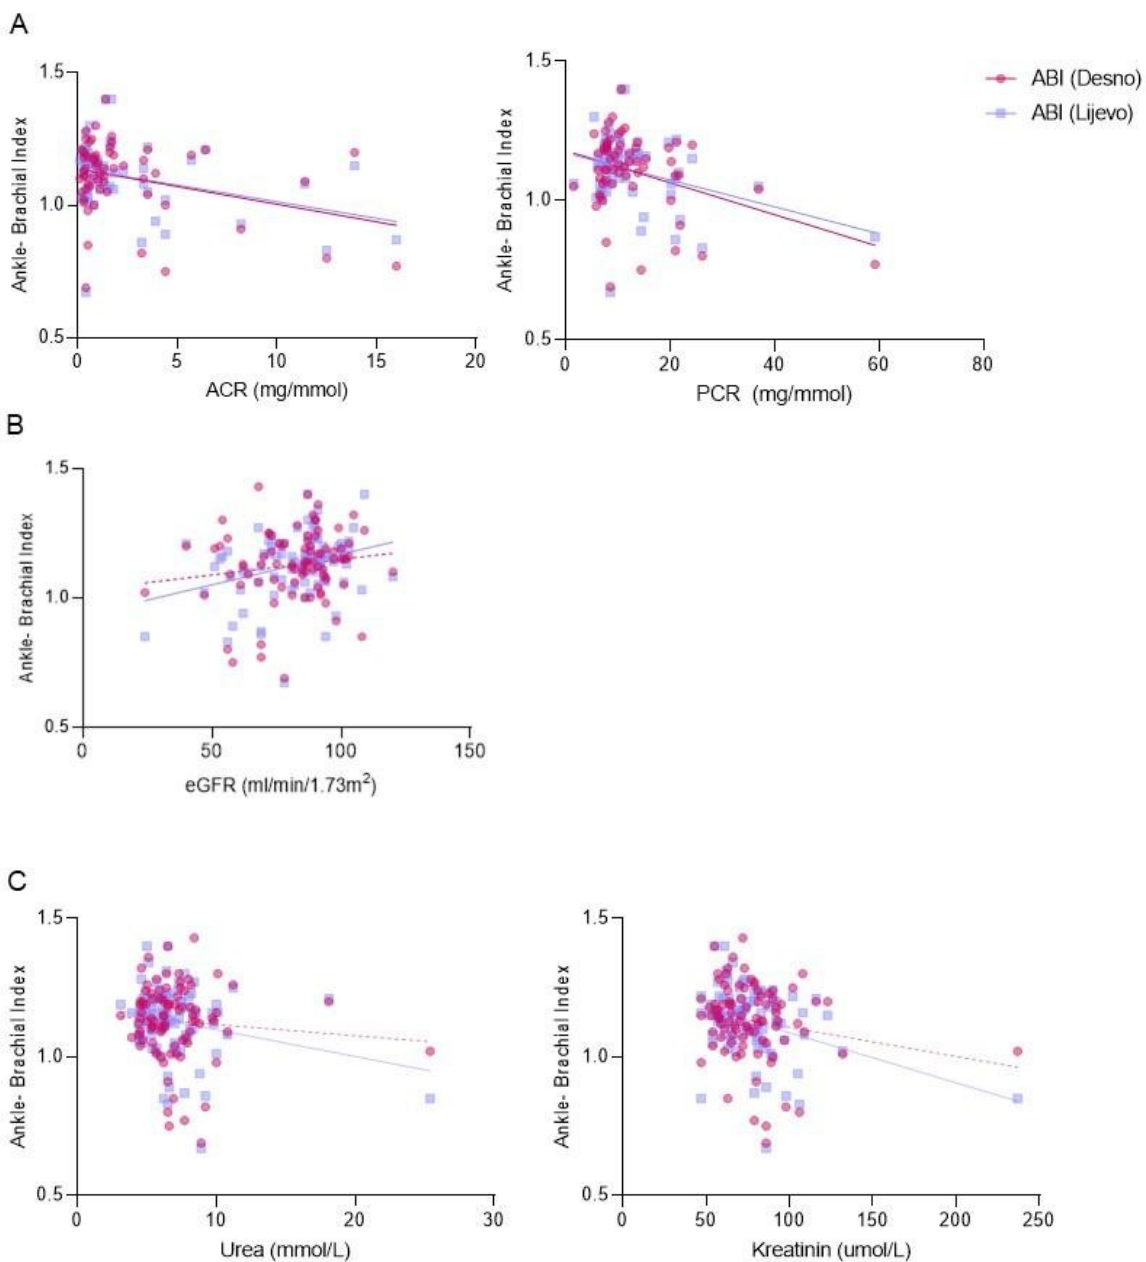 A
1.5
1.0
0.5
Ankle- Brachial Index
0 5 10 15 20
ACR (mg/mmol)
1.5
1.0
0.5
Ankle- Brachial Index
0 20 40 60 80
PCR (mg/mmol)
ABI (Desno)
ABI (Lijevo)
B
1.5
1.0
0.5
Ankle- Brachial Index
0 50 100 150
eGFR (ml/min/1.73m²)
C
1.5
1.0
0.5
Ankle- Brachial Index
0 10 20 30
Urea (mmol/L)
1.5
1.0
0.5
Ankle- Brachial Index
0 50 100 150 200 250
Kreatinin (umol/L)